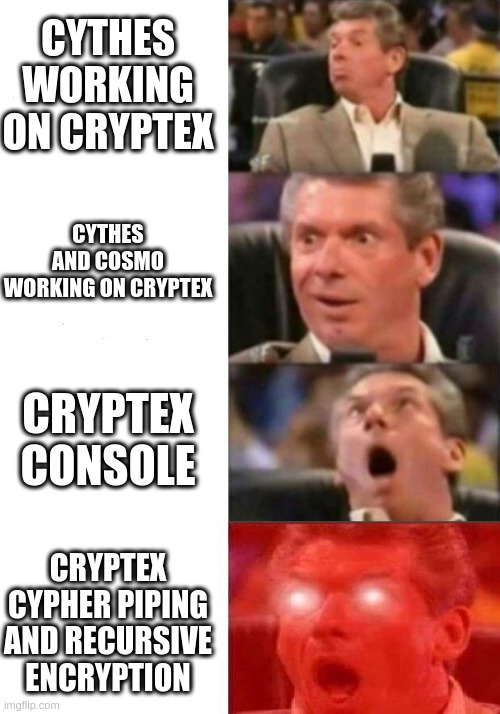 CYTHES
WORKING
ON CRYPTEX
CYTHES
AND COSMO
WORKING ON CRYPTEX
CRYPTEX
CONSOLE
CRYPTEX
CYPHER PIPING
AND RECURSIVE
ENCRYPTION
imgflip.com